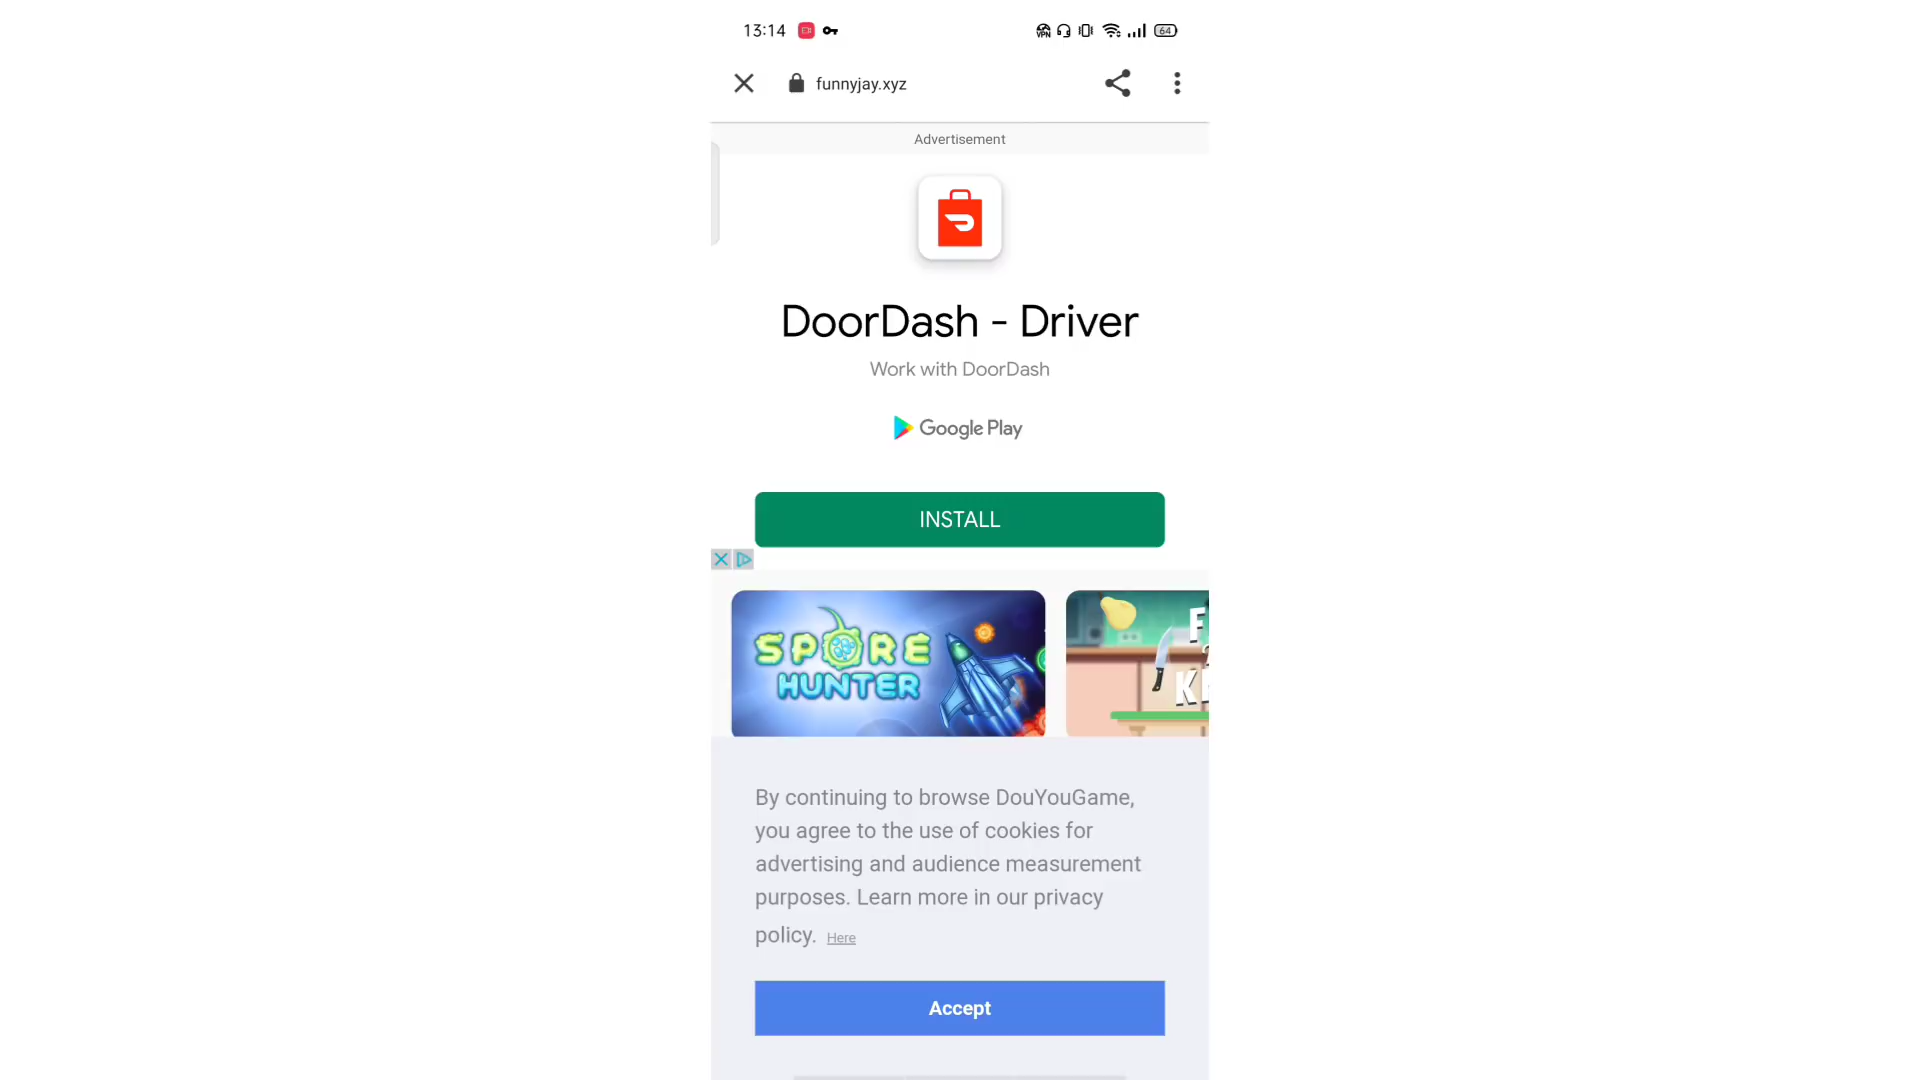 13:14
VPN
64
funnyjay.xyz
Advertisement
DoorDash - Driver
Work with DoorDash
Google Play
INSTALL
SPORE
HUNTER
By continuing to browse DouYouGame,
you agree to the use of cookies for
advertising and audience measurement
purposes. Learn more in our privacy
policy. Here
Accept